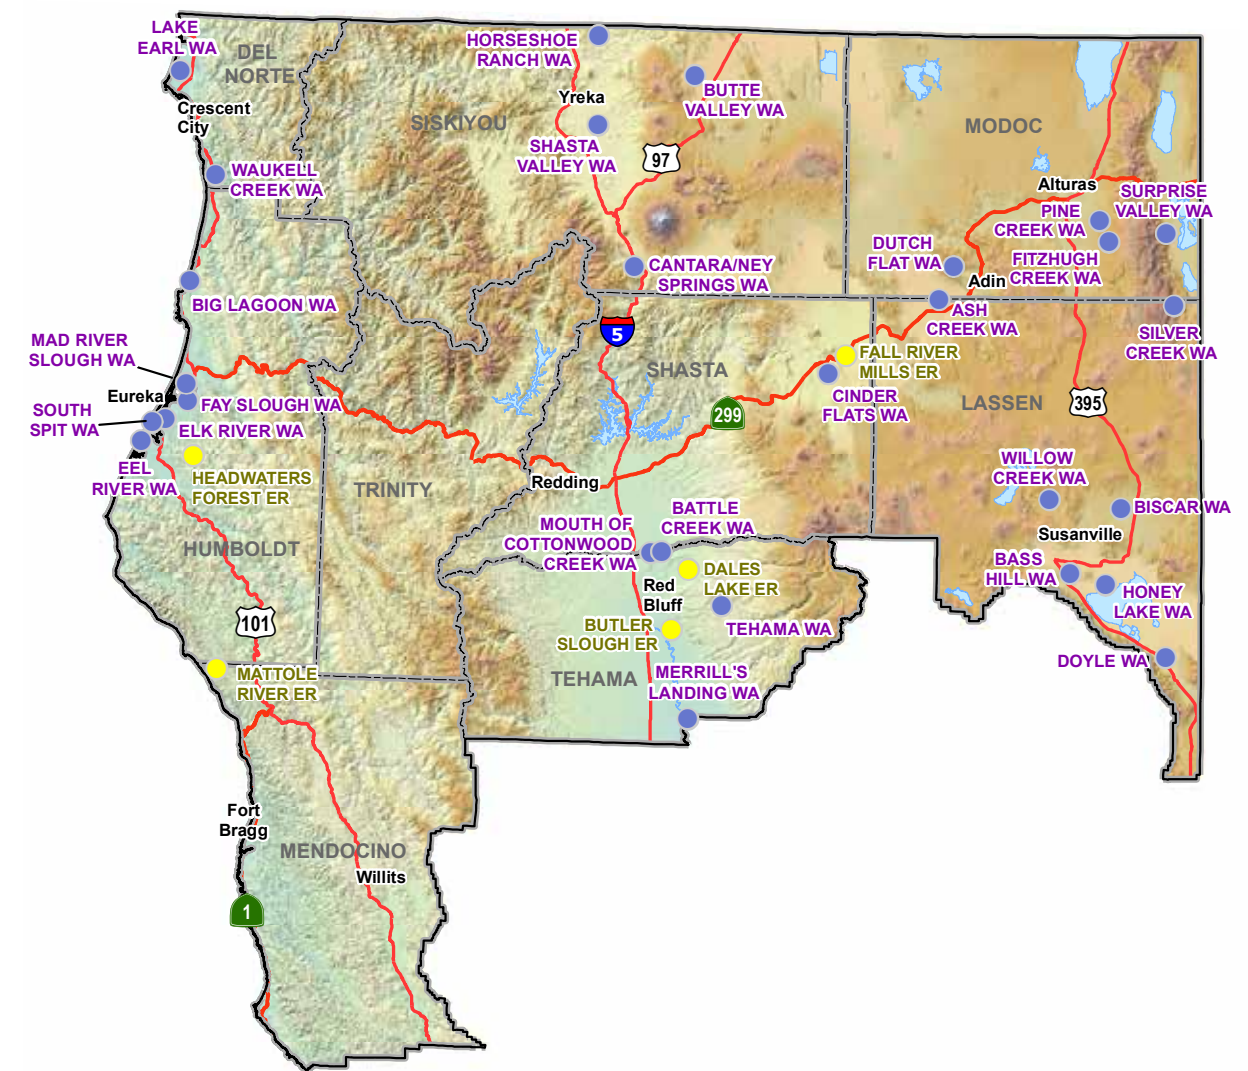 LAKE
EARL WA
DEL
NORTE
HORSESHOE
RANCH WA
Crescent
City
Yreka
BUTTE
VALLEY WA
SISKIYOU
MODOC
SHASTA
VALLEY WA
97
WAUKELL
CREEK WA
Alturas
SURPRISE
VALLEY WA
PINE
CREEK WA
DUTCH
FLAT WA
FITZHUGH
CREEK WA
CANTARA/NEY
SPRINGS WA
Adin
BIG LAGOON WA
ASH
CREEK WA
SILVER
CREEK WA
MAD RIVER
SLOUGH WA
5
SHASTA
FALL RIVER
MILLS ER
CINDER
FLATS WA
LASSEN
395
Eureka
FAY SLOUGH WA
299
SOUTH
SPIT WA
ELK RIVER WA
EEL
RIVER WA
HEADWATERS
FOREST ER
TRINITY
Redding
WILLOW
CREEK WA
BISCAR WA
BATTLE
CREEK WA
MOUTH OF
COTTONWOOD
CREEK WA
Susanville
HUMBOLDT
DALES
LAKE ER
Red
Bluff
BASS
HILL WA
HONEY
LAKE WA
101
BUTLER
SLOUGH ER
TEHAMA WA
DOYLE WA
MATTOLE
RIVER ER
TEHAMA
MERRILL'S
LANDING WA
Fort
Bragg
MENDOCINO
Willits
1